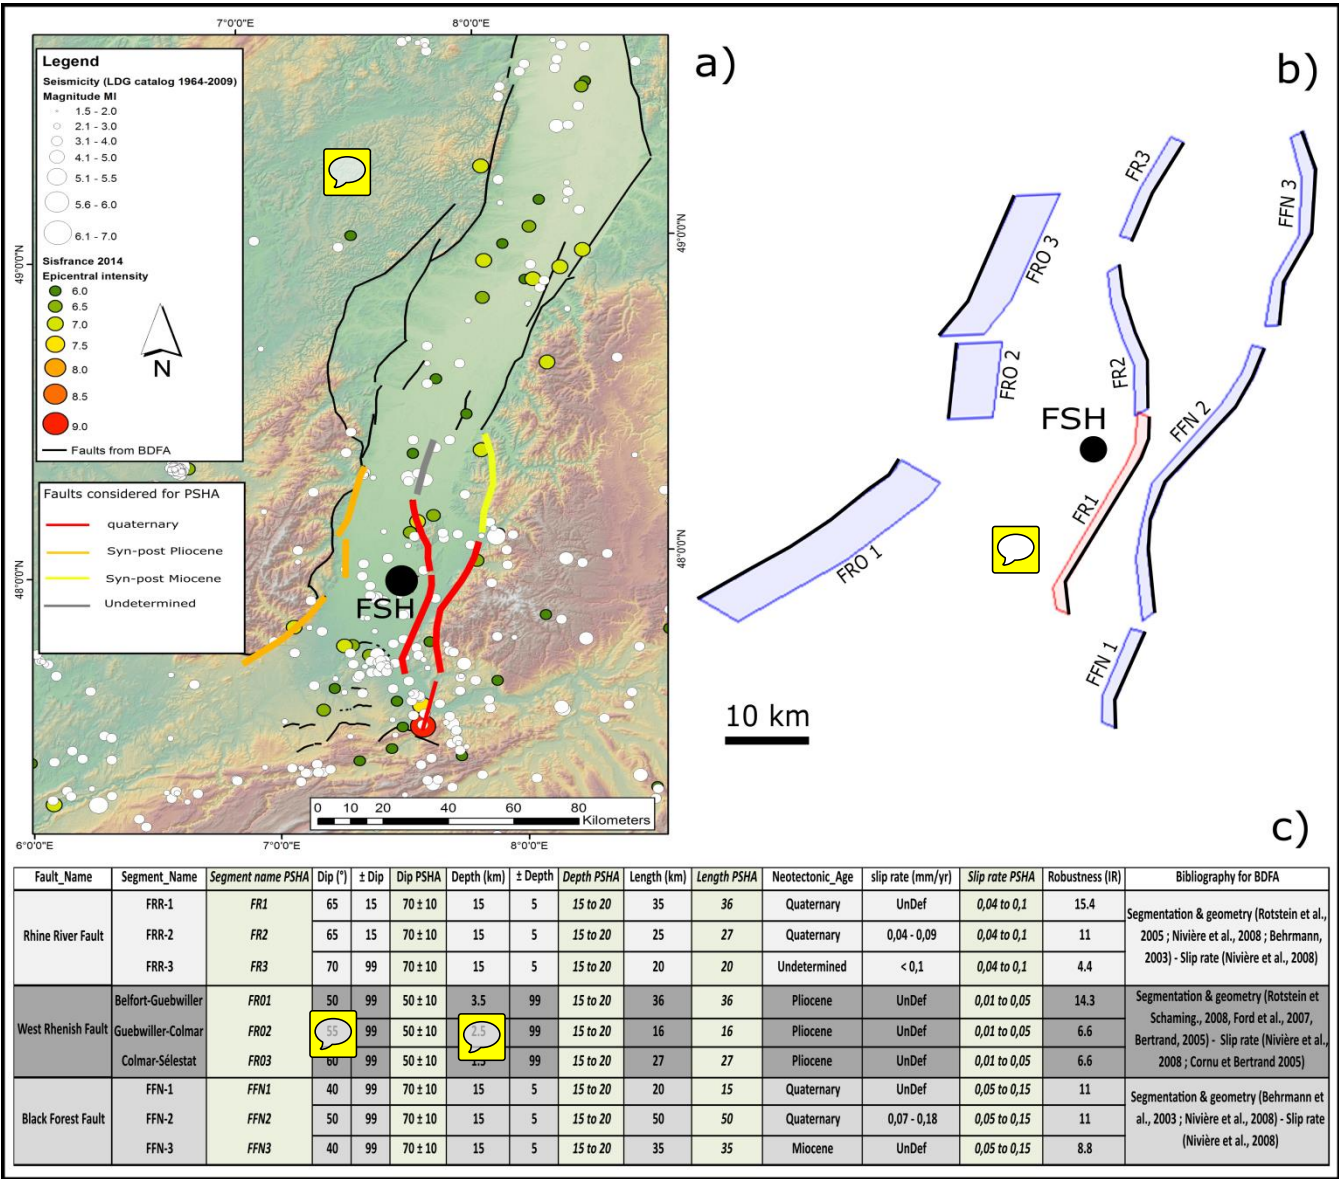 7°0'0"E 8°0'0"E
Legend
Seismicity (LDG catalog 1964-2009)
Magnitude Ml
1.5 - 2.0
2.1 - 3.0
3.1 - 4.0
4.1 - 5.0
5.1 - 5.5
5.6 - 6.0
6.1 - 7.0
Sisfrance 2014
Epicentral intensity
6.0
6.5
7.0
7.5
8.0
8.5
9.0
Faults from BDFA
N
Faults considered for PSHA
quaternary
Syn-post Pliocene
Syn-post Miocene
Undetermined
49°0'0"N
48°0'0"N
49°0'0"N
48°0'0"N
FSH
0 10 20 40 60 80
Kilometers
6°0'0"E 7°0'0"E 8°0'0"E
a)
b)
FR3
FFN 3
FRO 3
FRO 2
FR2
FFN 2
FSH
FR1
FRO 1
FFN 1
10 km
c)
Fault_Name Segment_Name Segment name PSHA Dip (°) ± Dip Dip PSHA Depth (km) ± Depth Depth PSHA Length (km) Length PSHA Neotectonic_Age slip rate (mm/yr) Slip rate PSHA Robustness (IR) Bibliography for BDFA
Rhine River Fault
FRR-1 FR1 65 15 70 ± 10 15 5 15 to 20 35 36 Quaternary UnDef 0,04 to 0,1 15.4
FRR-2 FR2 65 15 70 ± 10 15 5 15 to 20 25 27 Quaternary 0,04 - 0,09 0,04 to 0,1 11
FRR-3 FR3 70 99 70 ± 10 15 5 15 to 20 20 20 Undetermined < 0,1 0,04 to 0,1 4.4
Segmentation & geometry (Rotstein et al.,
2005 ; Nivière et al., 2008 ; Behrmann,
2003) - Slip rate (Nivière et al., 2008)
West Rhenish Fault
Belfort-Guebwiller FR01 50 99 50 ± 10 3.5 99 15 to 20 36 36 Pliocene UnDef 0,01 to 0,05 14.3
Guebwiller-Colmar FR02 55 99 50 ± 10 2.5 99 15 to 20 16 16 Pliocene UnDef 0,01 to 0,05 6.6
Colmar-Sélestat FR03 60 99 50 ± 10 99 15 to 20 27 27 Pliocene UnDef 0,01 to 0,05 6.6
Segmentation & geometry (Rotstein et
Schaming., 2008, Ford et al., 2007,
Bertrand, 2005) - Slip rate (Nivière et al.,
2008 ; Cornu et Bertrand 2005)
Black Forest Fault
FFN-1 FFN1 40 99 70 ± 10 15 5 15 to 20 20 15 Quaternary UnDef 0,05 to 0,15 11
FFN-2 FFN2 50 99 70 ± 10 15 5 15 to 20 50 50 Quaternary 0,07 - 0,18 0,05 to 0,15 11
FFN-3 FFN3 40 99 70 ± 10 15 5 15 to 20 35 35 Miocene UnDef 0,05 to 0,15 8.8
Segmentation & geometry (Behrmann et
al., 2003 ; Nivière et al., 2008) - Slip rate
(Nivière et al., 2008)